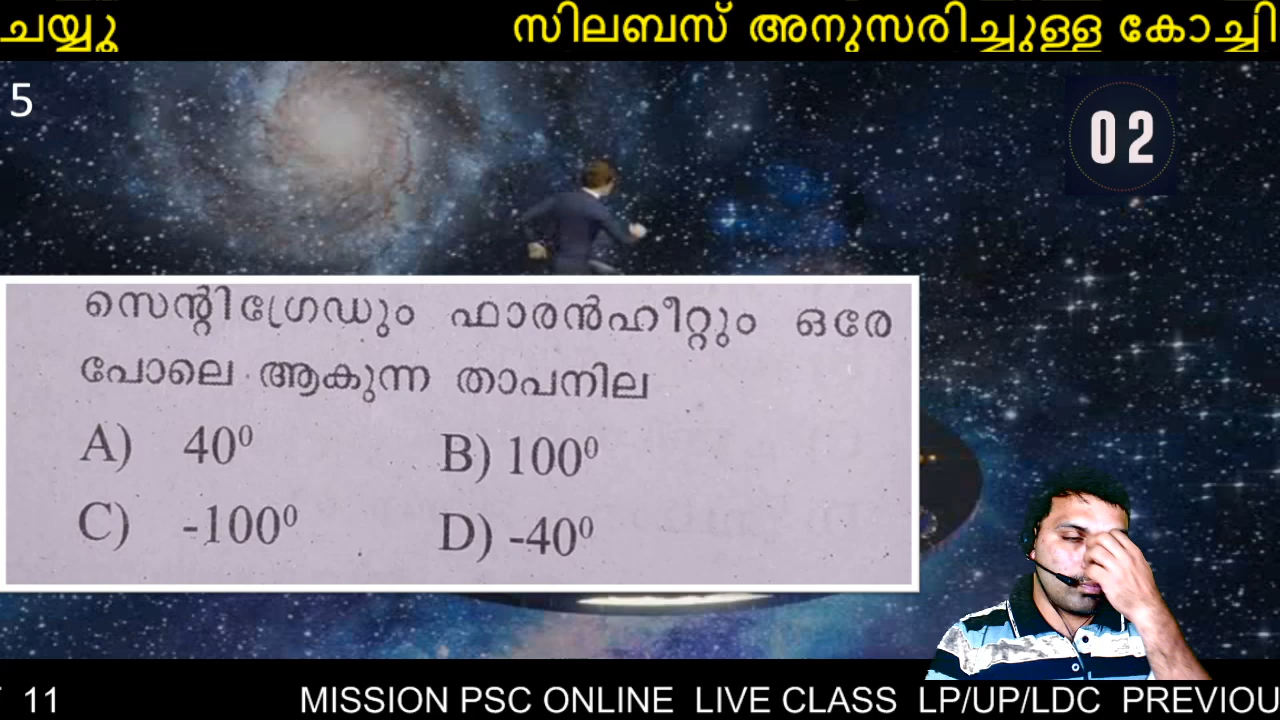 ചയ്യൂ സിലബസ് അനുസരിച്ചുള്ള കോച്ചി
5
02
സെന്റിഗ്രേഡും ഫാരൻഹീറ്റും ഒരേ
പോലെ ആകുന്ന താപനില
A) 40⁰ B) 100⁰
C) -100⁰ D) -40⁰
11 MISSION PSC ONLINE LIVE CLASS LP/UP/LDC PREVIOU